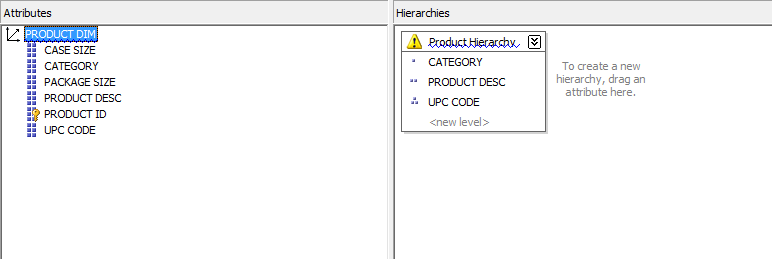 Attributes
PRODUCT DIM
CASE SIZE
CATEGORY
PACKAGE SIZE
PRODUCT DESC
PRODUCT ID
UPC CODE
Hierarchies
Product Hierarchy
CATEGORY
PRODUCT DESC
UPC CODE
<new level>
To create a new
hierarchy, drag an
attribute here.